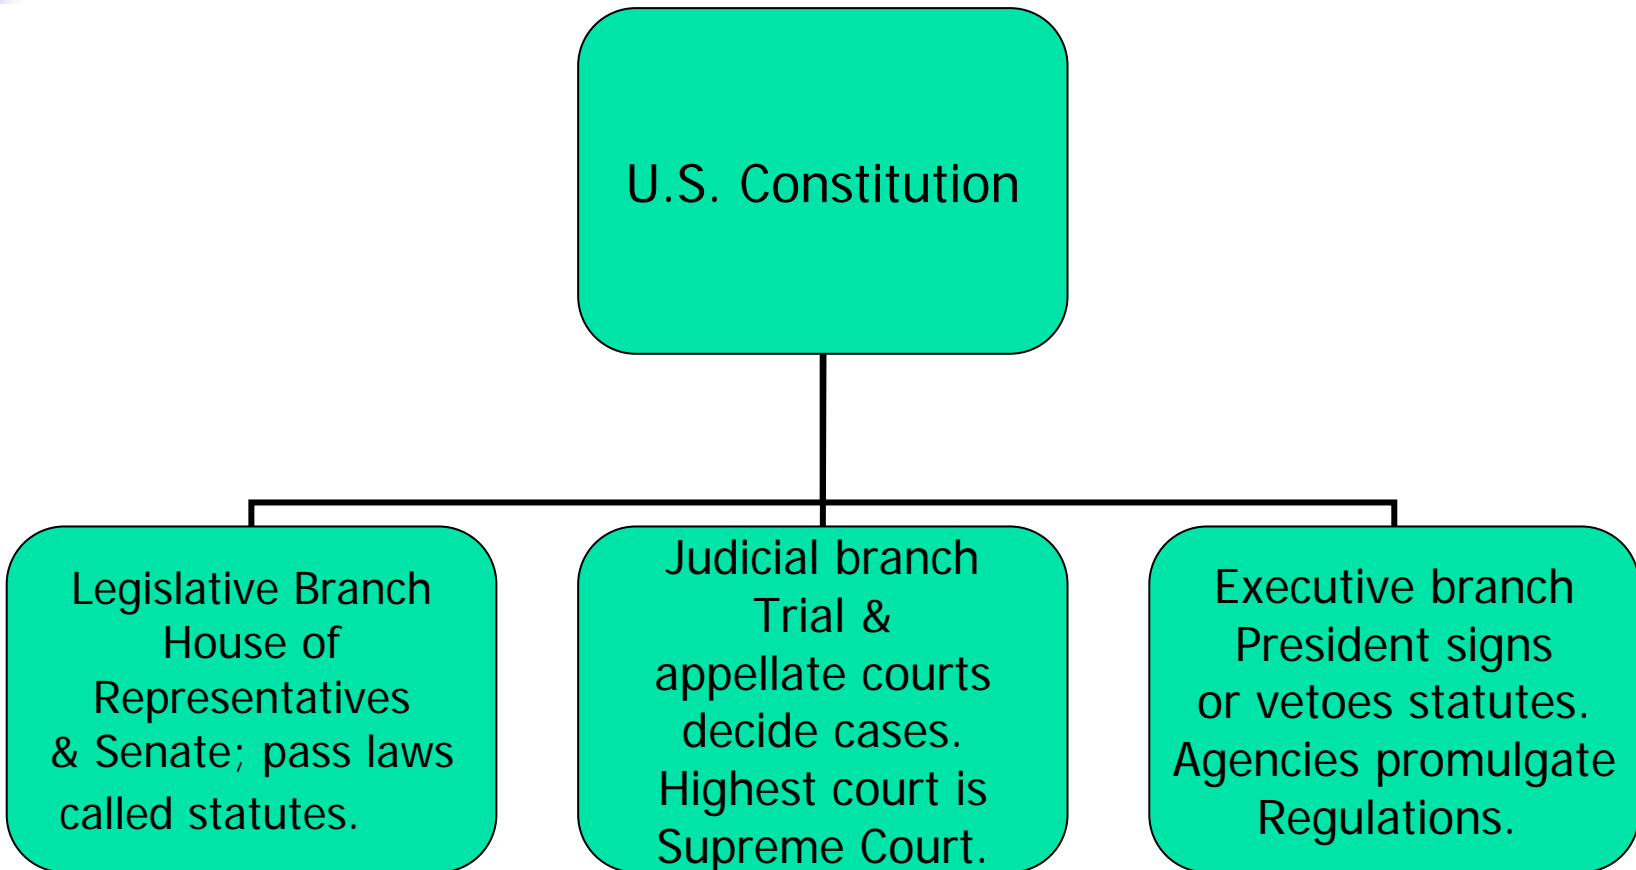 U.S. Constitution
Legislative Branch
House of
Representatives
& Senate; pass laws
called statutes.
Judicial branch
Trial &
appellate courts
decide cases.
Highest court is
Supreme Court.
Executive branch
President signs
or vetoes statutes.
Agencies promulgate
Regulations.